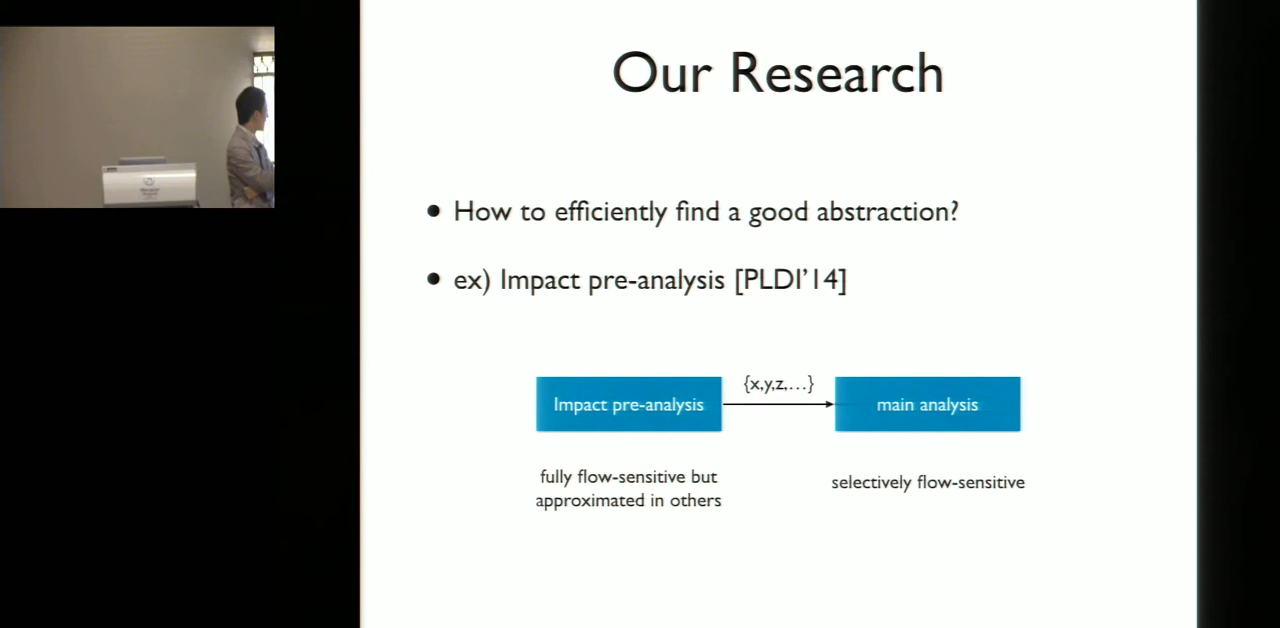 Our Research
• How to efficiently find a good abstraction?
• ex) Impact pre-analysis [PLDI'14]
{x,y,z,...}
Impact pre-analysis
main analysis
fully flow-sensitive but
approximated in others
selectively flow-sensitive